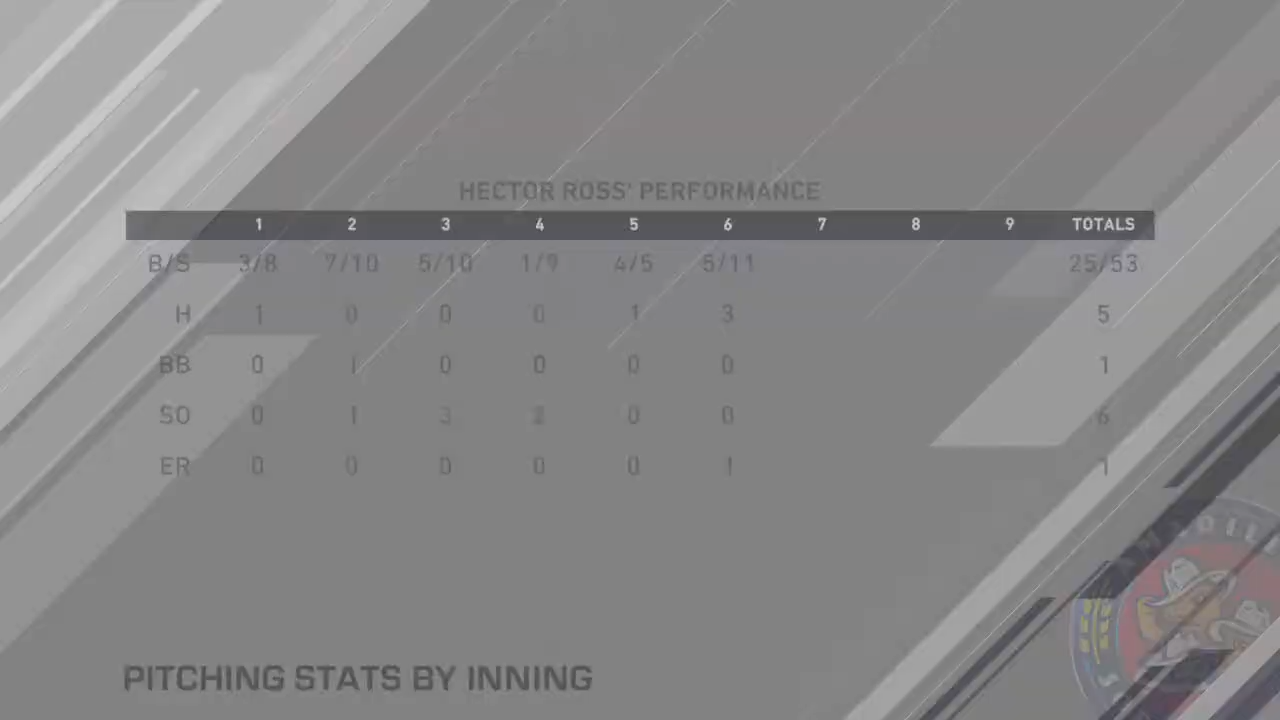 HECTOR ROSS' PERFORMANCE
1 2 3 4 5 6 7 8 9 TOTALS
B/S 3/8 7/10 5/10 1/9 4/5 5/11 25/53
H 1 0 0 0 1 3 5
BB 0 1 0 0 0 0 1
SO 0 1 3 2 0 0 6
ER 0 0 0 0 0 1 1
PITCHING STATS BY INNING